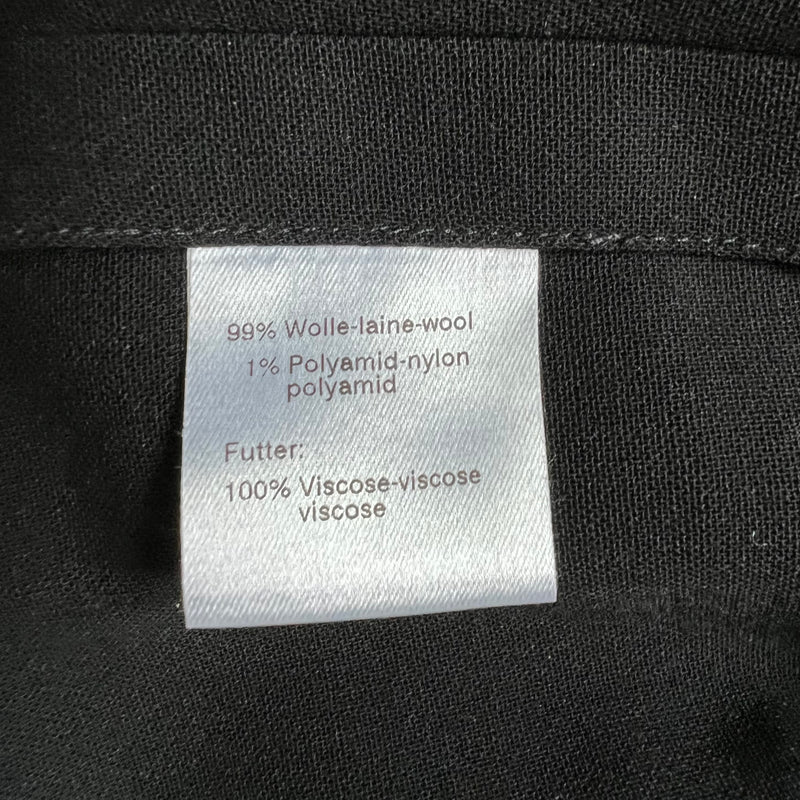 99% Wolle-laine-wool
1% Polyamid-nylon
polyamid
Futter:
100% Viscose-viscose
viscose